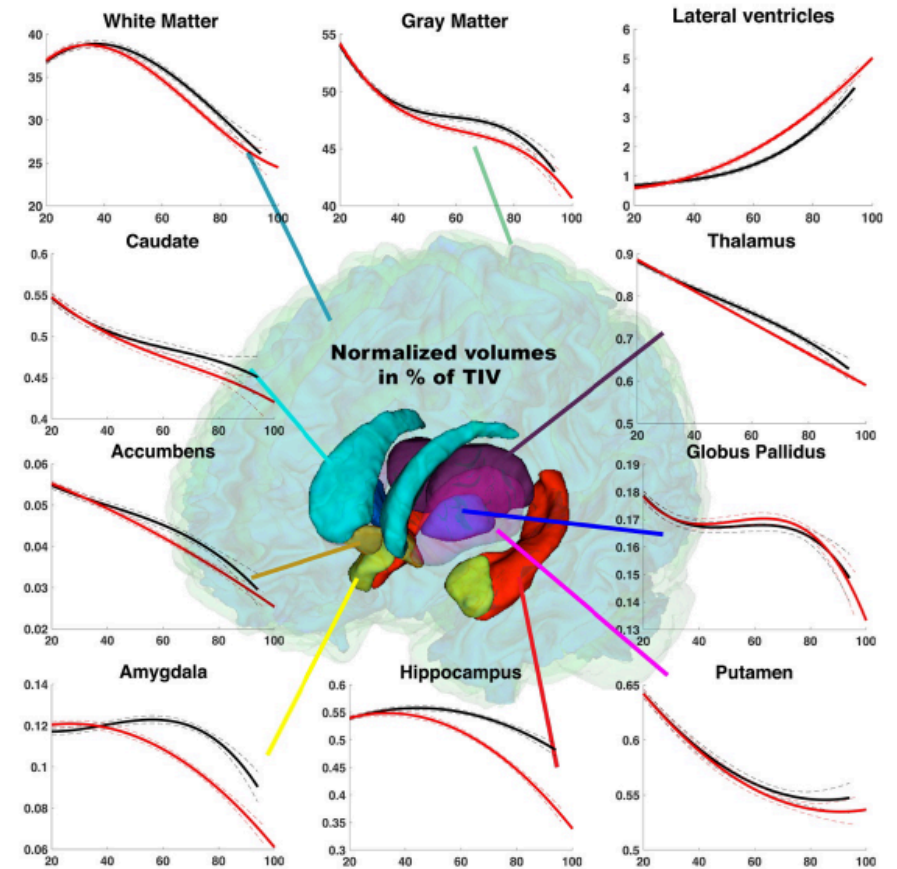 White Matter
40
35
30
25
20
20 40 60 80 100
Gray Matter
55
50
45
40
20 40 60 80 100
Lateral ventricles
6
5
4
3
2
1
0
20 40 60 80 100
Caudate
0.6
0.55
0.5
0.45
0.4
20 40 60 80 100
Normalized volumes
in % of TIV
Thalamus
0.9
0.8
0.7
0.6
0.5
20 40 60 80 100
Accumbens
0.06
0.05
0.04
0.03
0.02
20 40 60 80 100
Globus Pallidus
0.19
0.18
0.17
0.16
0.15
0.14
0.13
20 40 60 80 100
Amygdala
0.14
0.12
0.1
0.08
0.06
20 40 60 80 100
Hippocampus
0.6
0.55
0.5
0.45
0.4
0.35
0.3
20 40 60 80 100
Putamen
0.65
0.6
0.55
0.5
20 40 60 80 100